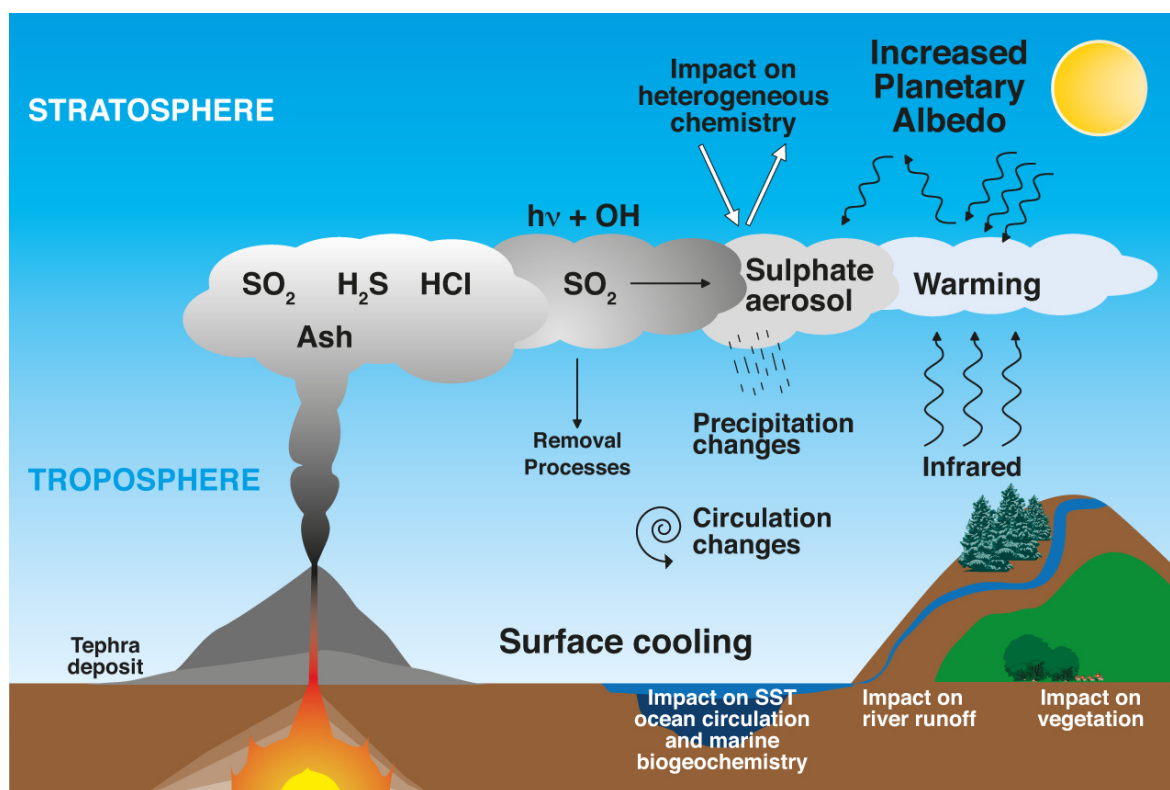 Impact on
heterogeneous
chemistry
Increased
Planetary
Albedo
STRATOSPHERE
hν + OH
SO₂ H₂S HCl
Ash
SO₂
Sulphate
aerosol
Warming
Removal
Processes
Precipitation
changes
Infrared
TROPOSPHERE
Circulation
changes
Tephra
deposit
Surface cooling
Impact on SST
ocean circulation
and marine
biogeochemistry
Impact on
river runoff
Impact on
vegetation